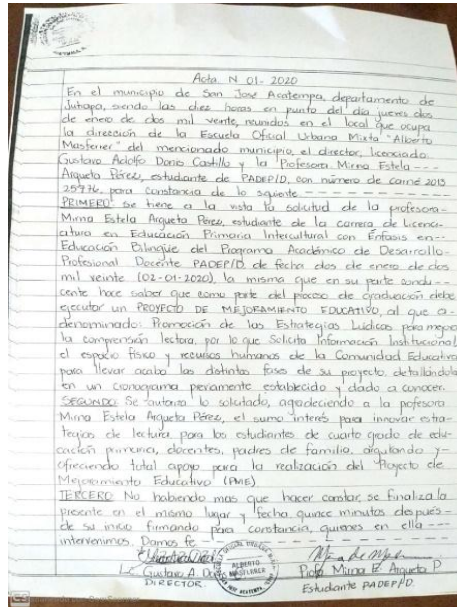 Acta. N 01-2020
En el municipio de San José Acatempa, departamento de
Jutiapa, siendo las diez horas en punto del día jueves dos
de enero de dos mil veinte, reunidos en el local que ocupa
la dirección de la Escuela Oficial Urbana Mixta "Alberto
Masferrer" del mencionado municipio, el director, licenciado
Gustavo Adolfo Donis Castillo y la Profesora Mirna Estela ---
Argueta Pérez, estudiante de PADEP/D, con número de carné 2015
25976, para constancia de lo siguiente -----------
PRIMERO: se tiene a la vista la solicitud de la profesora-
Mirna Estela Argueta Pérez, estudiante de la carrera de Licenci-
atura en Educación Primaria Intercultural con Énfasis en--
Educación Bilingüe del Programa Académico de Desarrollo-
Profesional Docente PADEP/D, de fecha dos de enero de dos
mil veinte (02-01-2020), la misma que en su parte condu--
cente hace saber que como parte del proceso de graduación debe
ejecutar un PROYECTO DE MEJORAMIENTO EDUCATIVO, al que a-
denominado: Promoción de las Estrategias Lúdicas para mejorar
la comprensión lectora, por lo que Solicita Información Institucional
el espacio físico y recursos humanos de la Comunidad Educativa
para llevar acabo las distintas fases de su proyecto, detallándola
en un cronograma periamente establecido y dado a conocer.
SEGUNDO: Se autoriza lo solicitado, agradeciendo a la pofesora
Mirna Estela Argueta Pérez, el sumo interés para innovar estra-
tegias de lectura para los estudiantes de cuarto grado de edu-
cación primaria, docentes, padres de familia, y-
ofreciendo total apoyo para la realización del Proyecto de
Mejoramiento Educativo (PME)
TERCERO: No habiendo mas que hacer constar, se finaliza la
presente en el mismo lugar y fecha quince minutos después-
de su inicio firmando para constancia, quienes en ella ---
intervenimos. Damos fe ---------
Lic. Gustavo A.
DIRECTOR.
ALBERTO
MASFERRER
Profa Mirna E. Argueta P
Estudiante PADEP/D.
CS